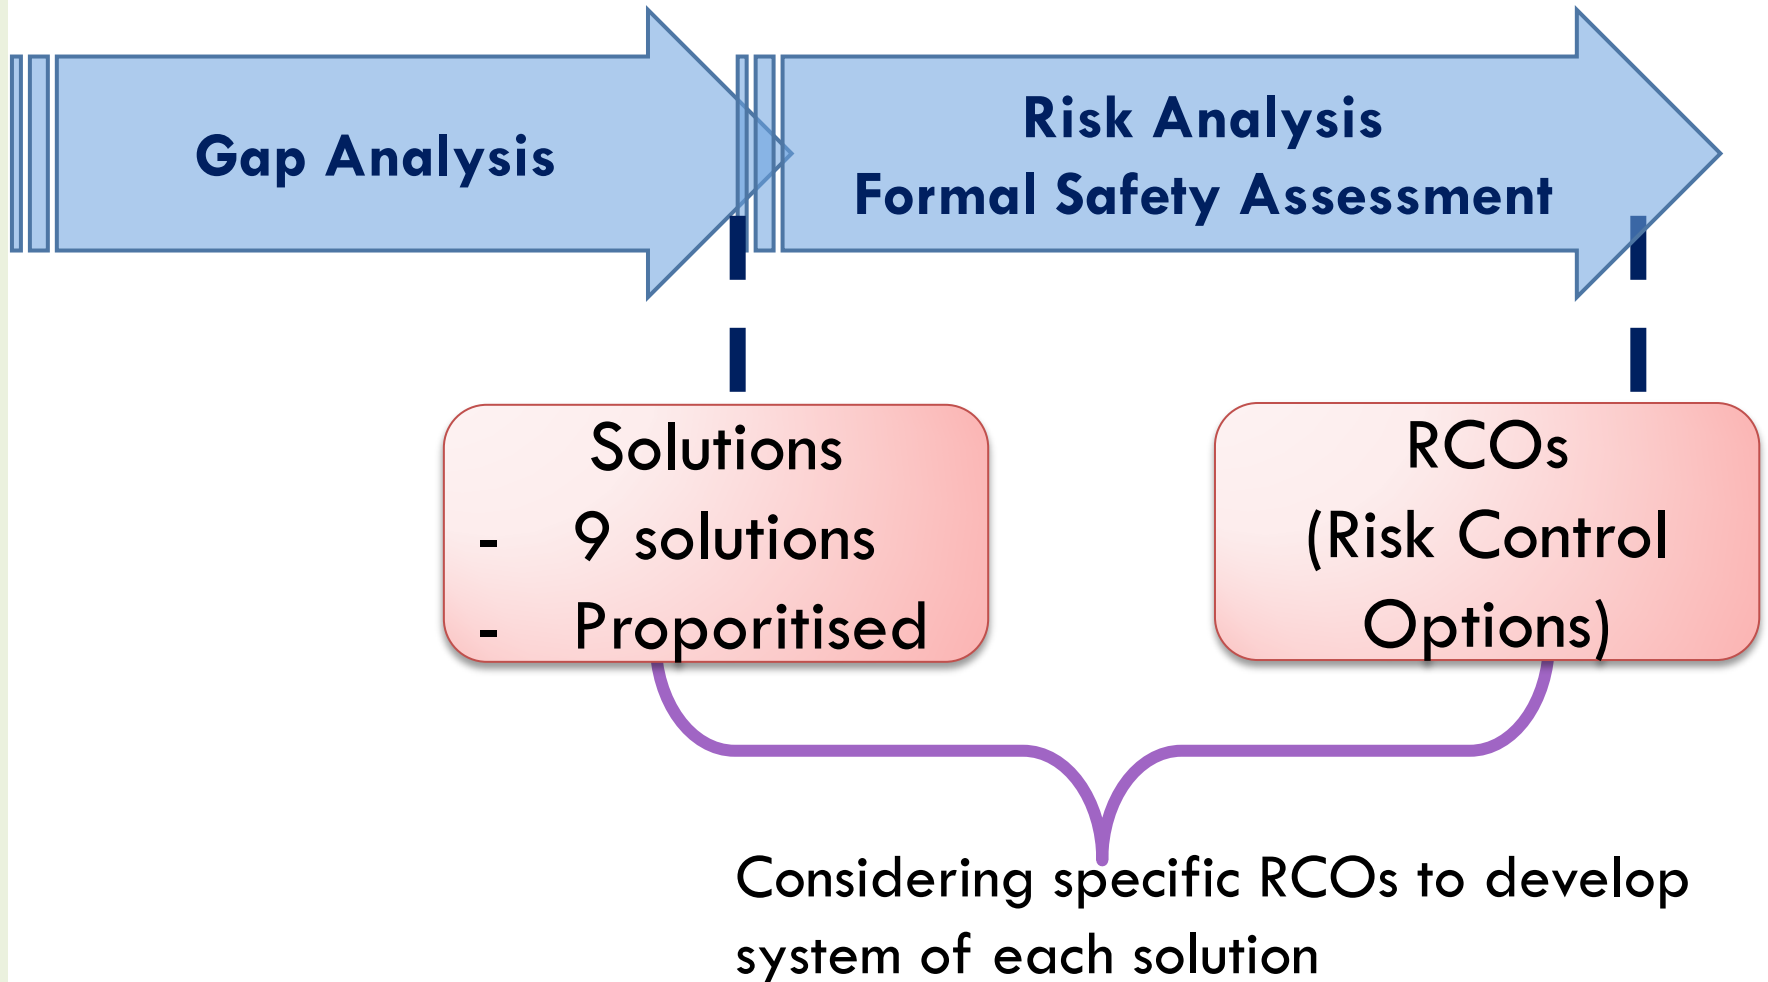 Gap Analysis
Risk Analysis
Formal Safety Assessment
Solutions
- 9 solutions
- Proporitised
RCOs
(Risk Control
Options)
Considering specific RCOs to develop
system of each solution